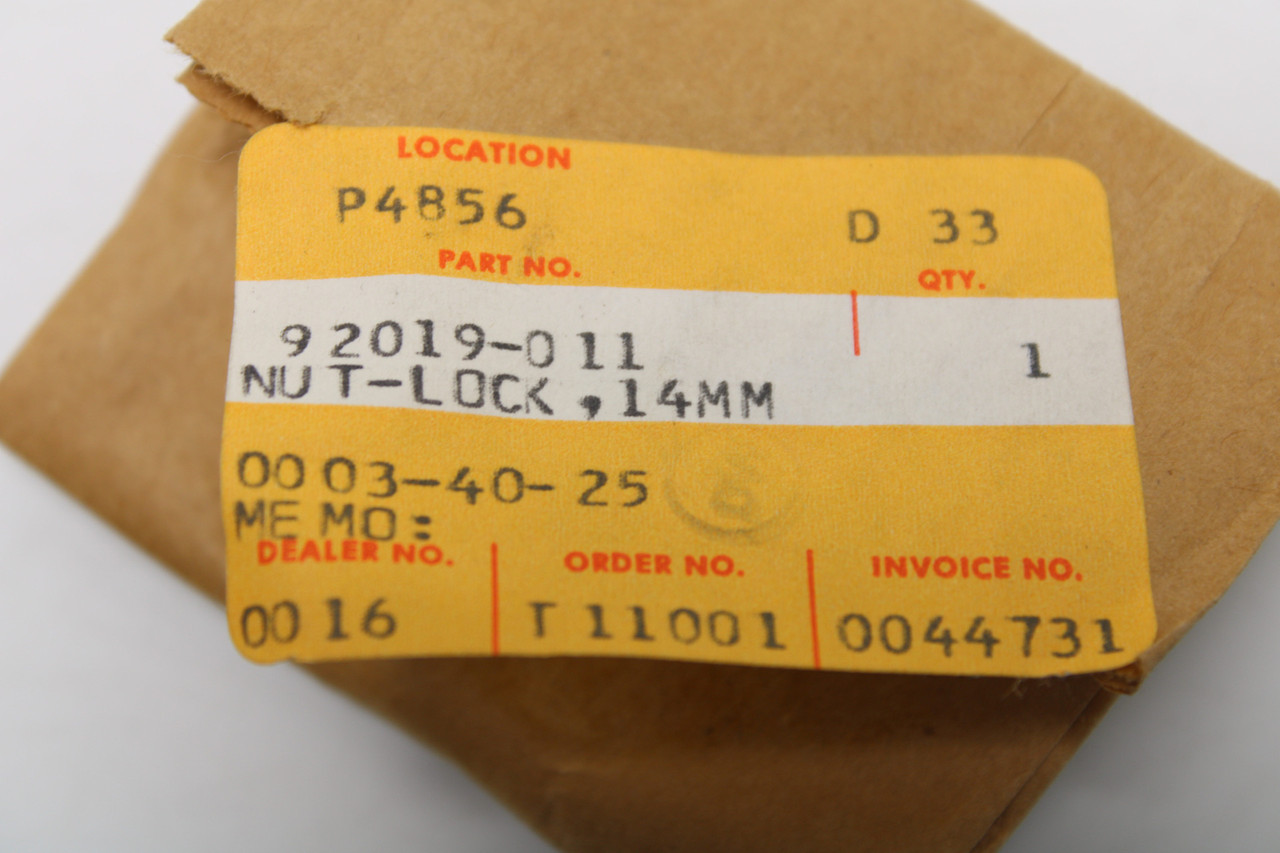 LOCATION
P4856 D 33
PART NO. QTY.
92019-011 1
NUT-LOCK ,14MM
0003-40-25
MEMO:
DEALER NO. ORDER NO. INVOICE NO.
0016 T11001 0044731